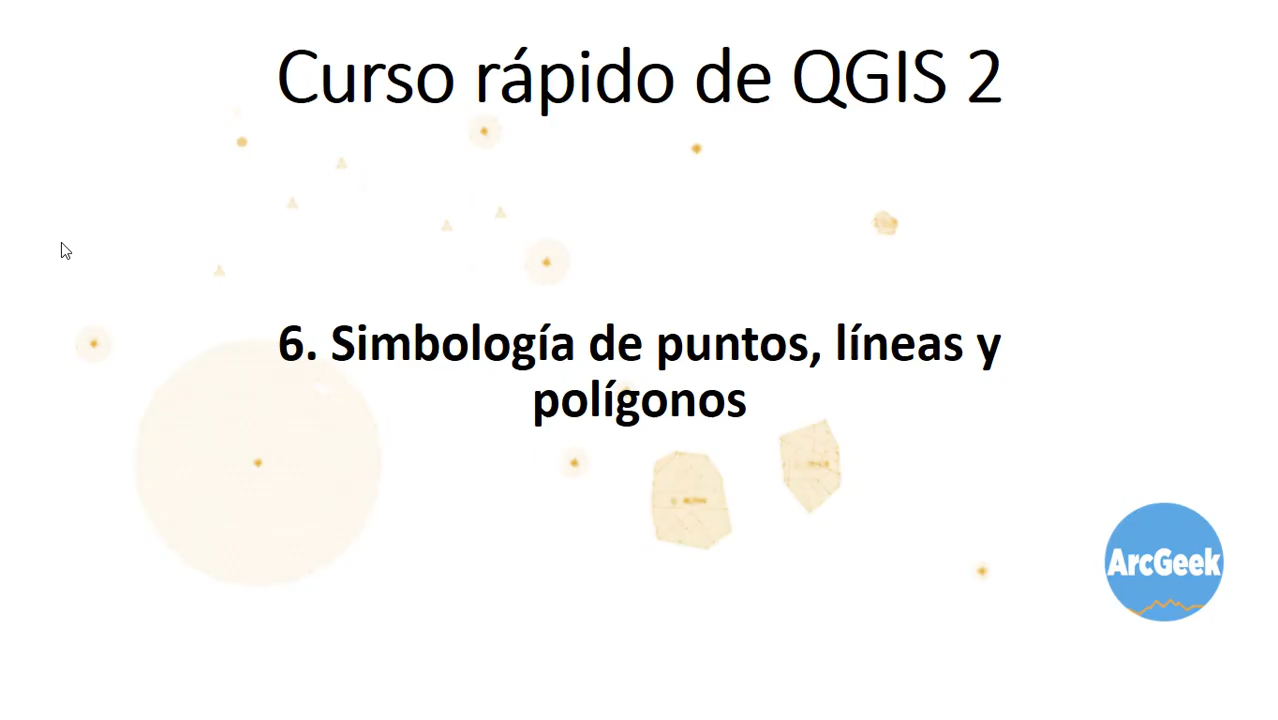 Curso rápido de QGIS 2
6. Simbología de puntos, líneas y
polígonos
ArcGeek